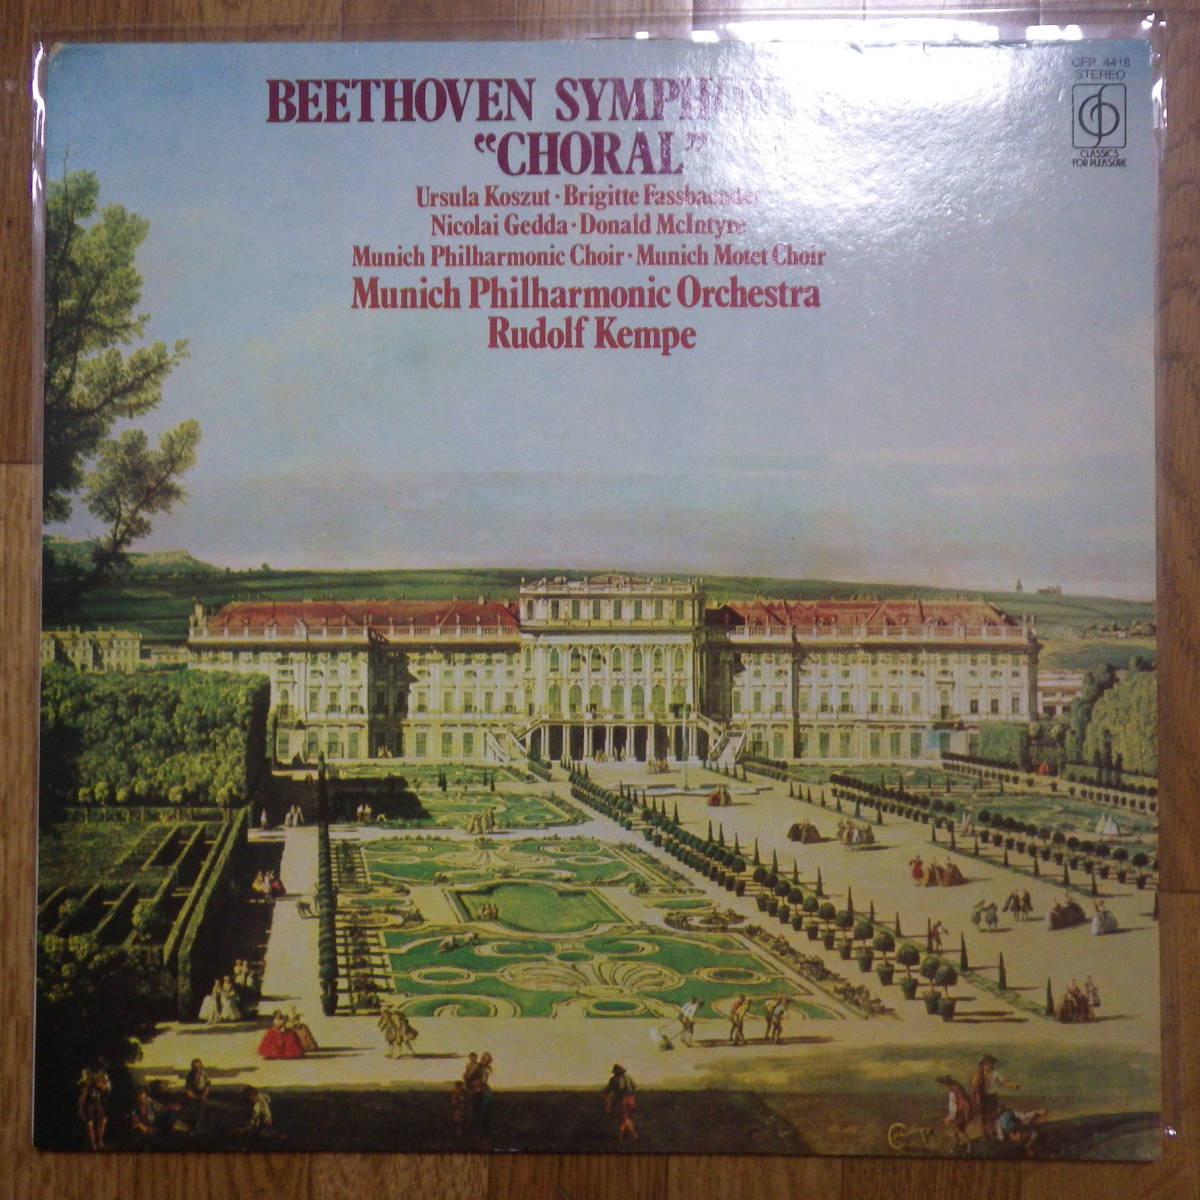 BEETHOVEN SYMPHONY
"CHORAL"
Ursula Koszut · Brigitte Fassbaender
Nicolai Gedda · Donald McIntyre
Munich Philharmonic Choir · Munich Motet Choir
Munich Philharmonic Orchestra
Rudolf Kempe
CFP 4418
STEREO
CLASSICS
FOR PLEASURE